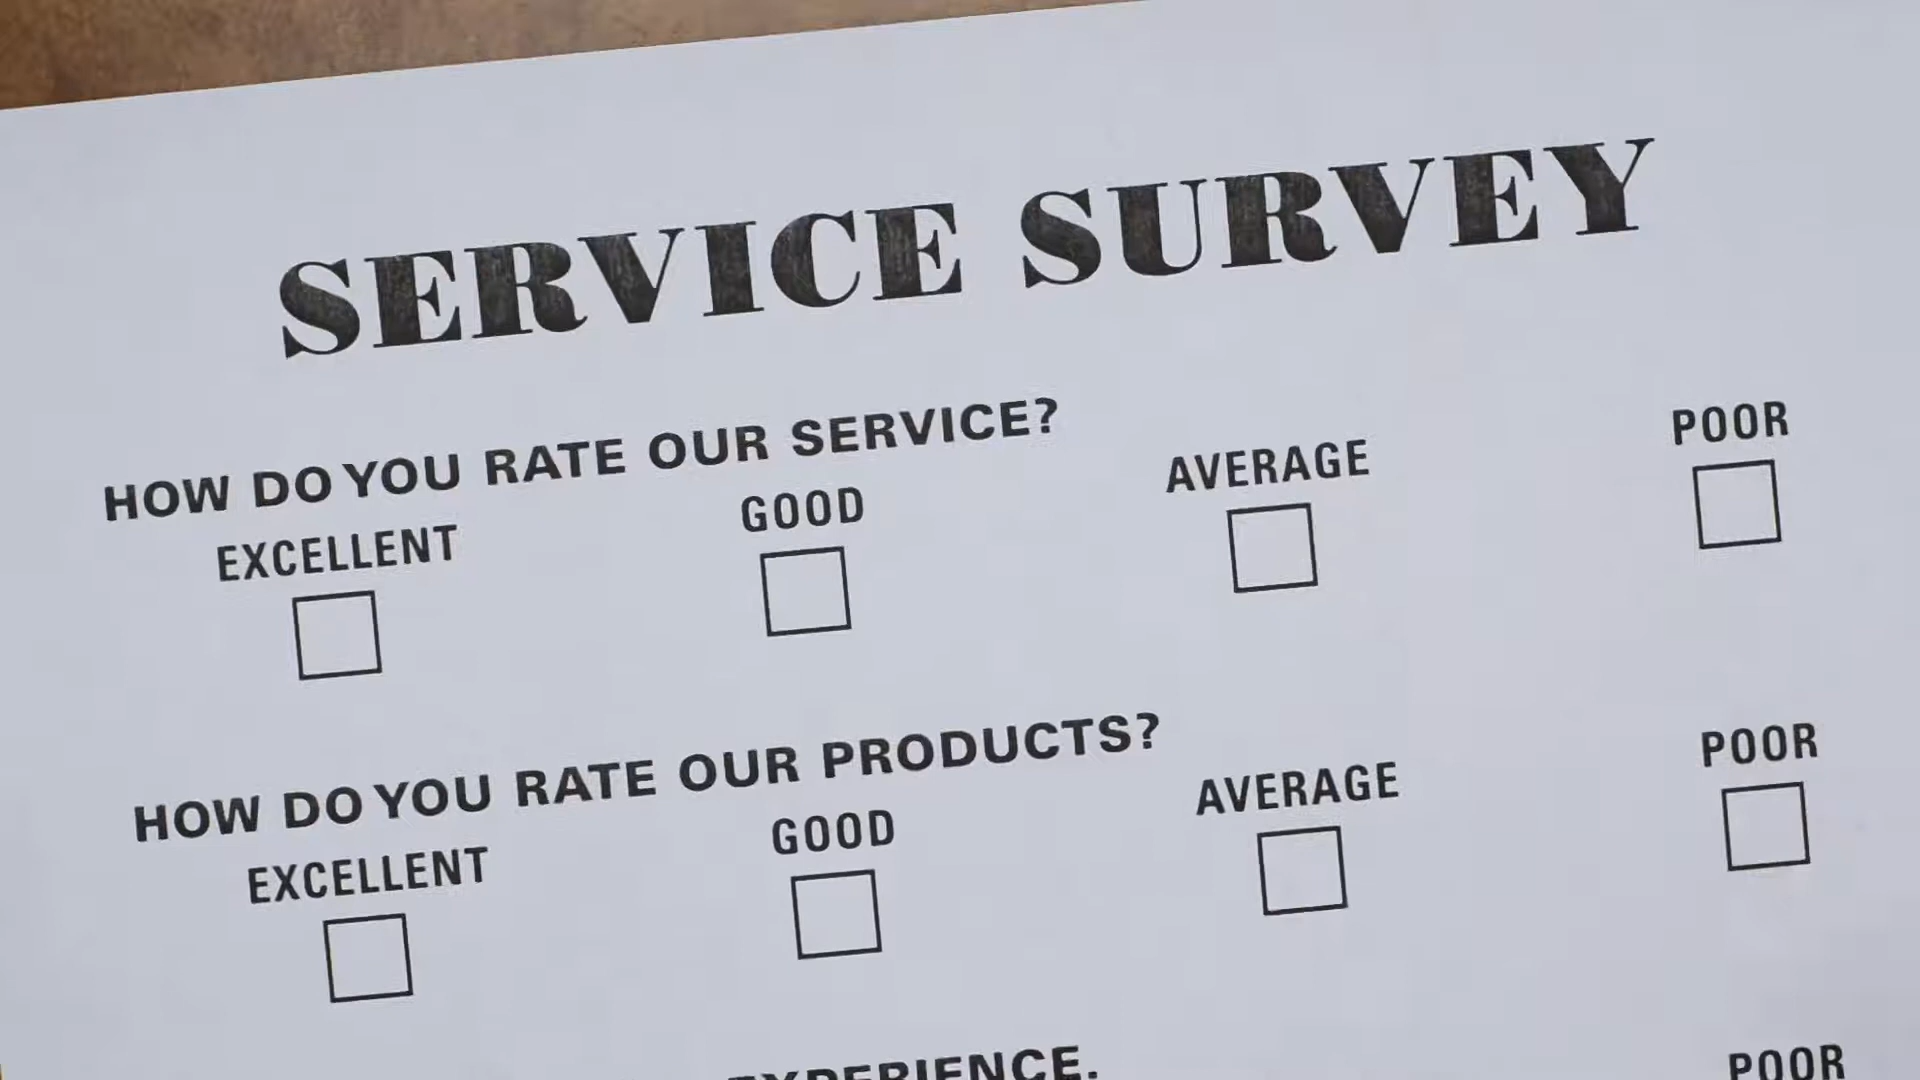 SERVICE SURVEY
HOW DO YOU RATE OUR SERVICE?
EXCELLENT GOOD AVERAGE POOR
HOW DO YOU RATE OUR PRODUCTS?
EXCELLENT GOOD AVERAGE POOR
EXPERIENCE.
POOR